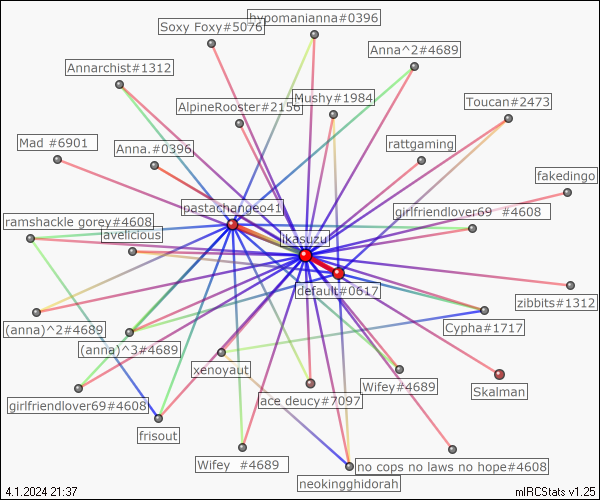 hypomanianna#0396
Soxy Foxy#5076
Anna^2#4689
Annarchist#1312
Mushy#1984
Toucan#2473
AlpineRooster#2156
Mad #6901
Anna.#0396
rattgaming
fakedingo
pastachange41
girlfriendlover69 #4608
ramshackle gorey#4608
avelicious
ikasuzu
default#0617
zibbits#1312
(anna)^2#4689
Cypha#1717
(anna)^3#4689
xenoyaut
Wifey#4689
Skalman
ace deucy#7097
girlfriendlover69#4608
frisout
Wifey #4689
no cops no laws no hope#4608
neokingghidorah
4.1.2024 21:37
mIRCStats v1.25